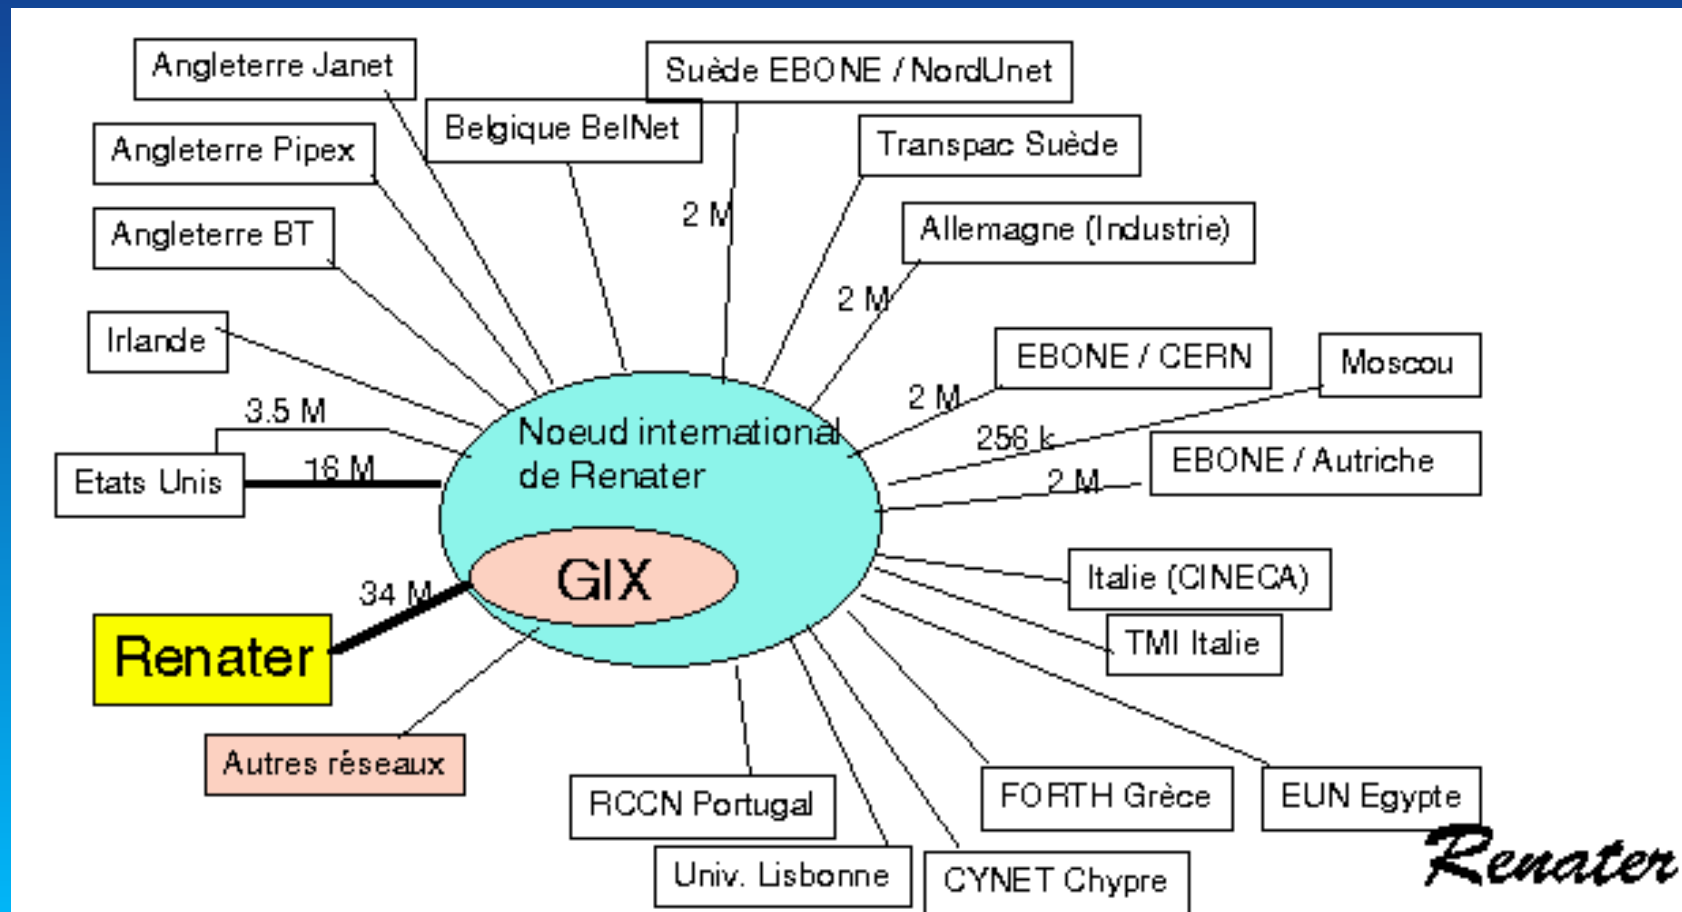 Angleterre Janet
Suède EBONE / NordUnet
Belgique BelNet
Transpac Suède
Angleterre Pipex
2 M
Angleterre BT
Allemagne (Industrie)
2 M
Irlande
EBONE / CERN
Moscou
2 M
3.5 M
Noeud international
de Renater
256 k
EBONE / Autriche
Etats Unis
16 M
2 M
GIX
Italie (CINECA)
34 M
Renater
TMI Italie
Autres réseaux
RCCN Portugal
FORTH Grèce
EUN Egypte
Univ. Lisbonne
CYNET Chypre
Renater